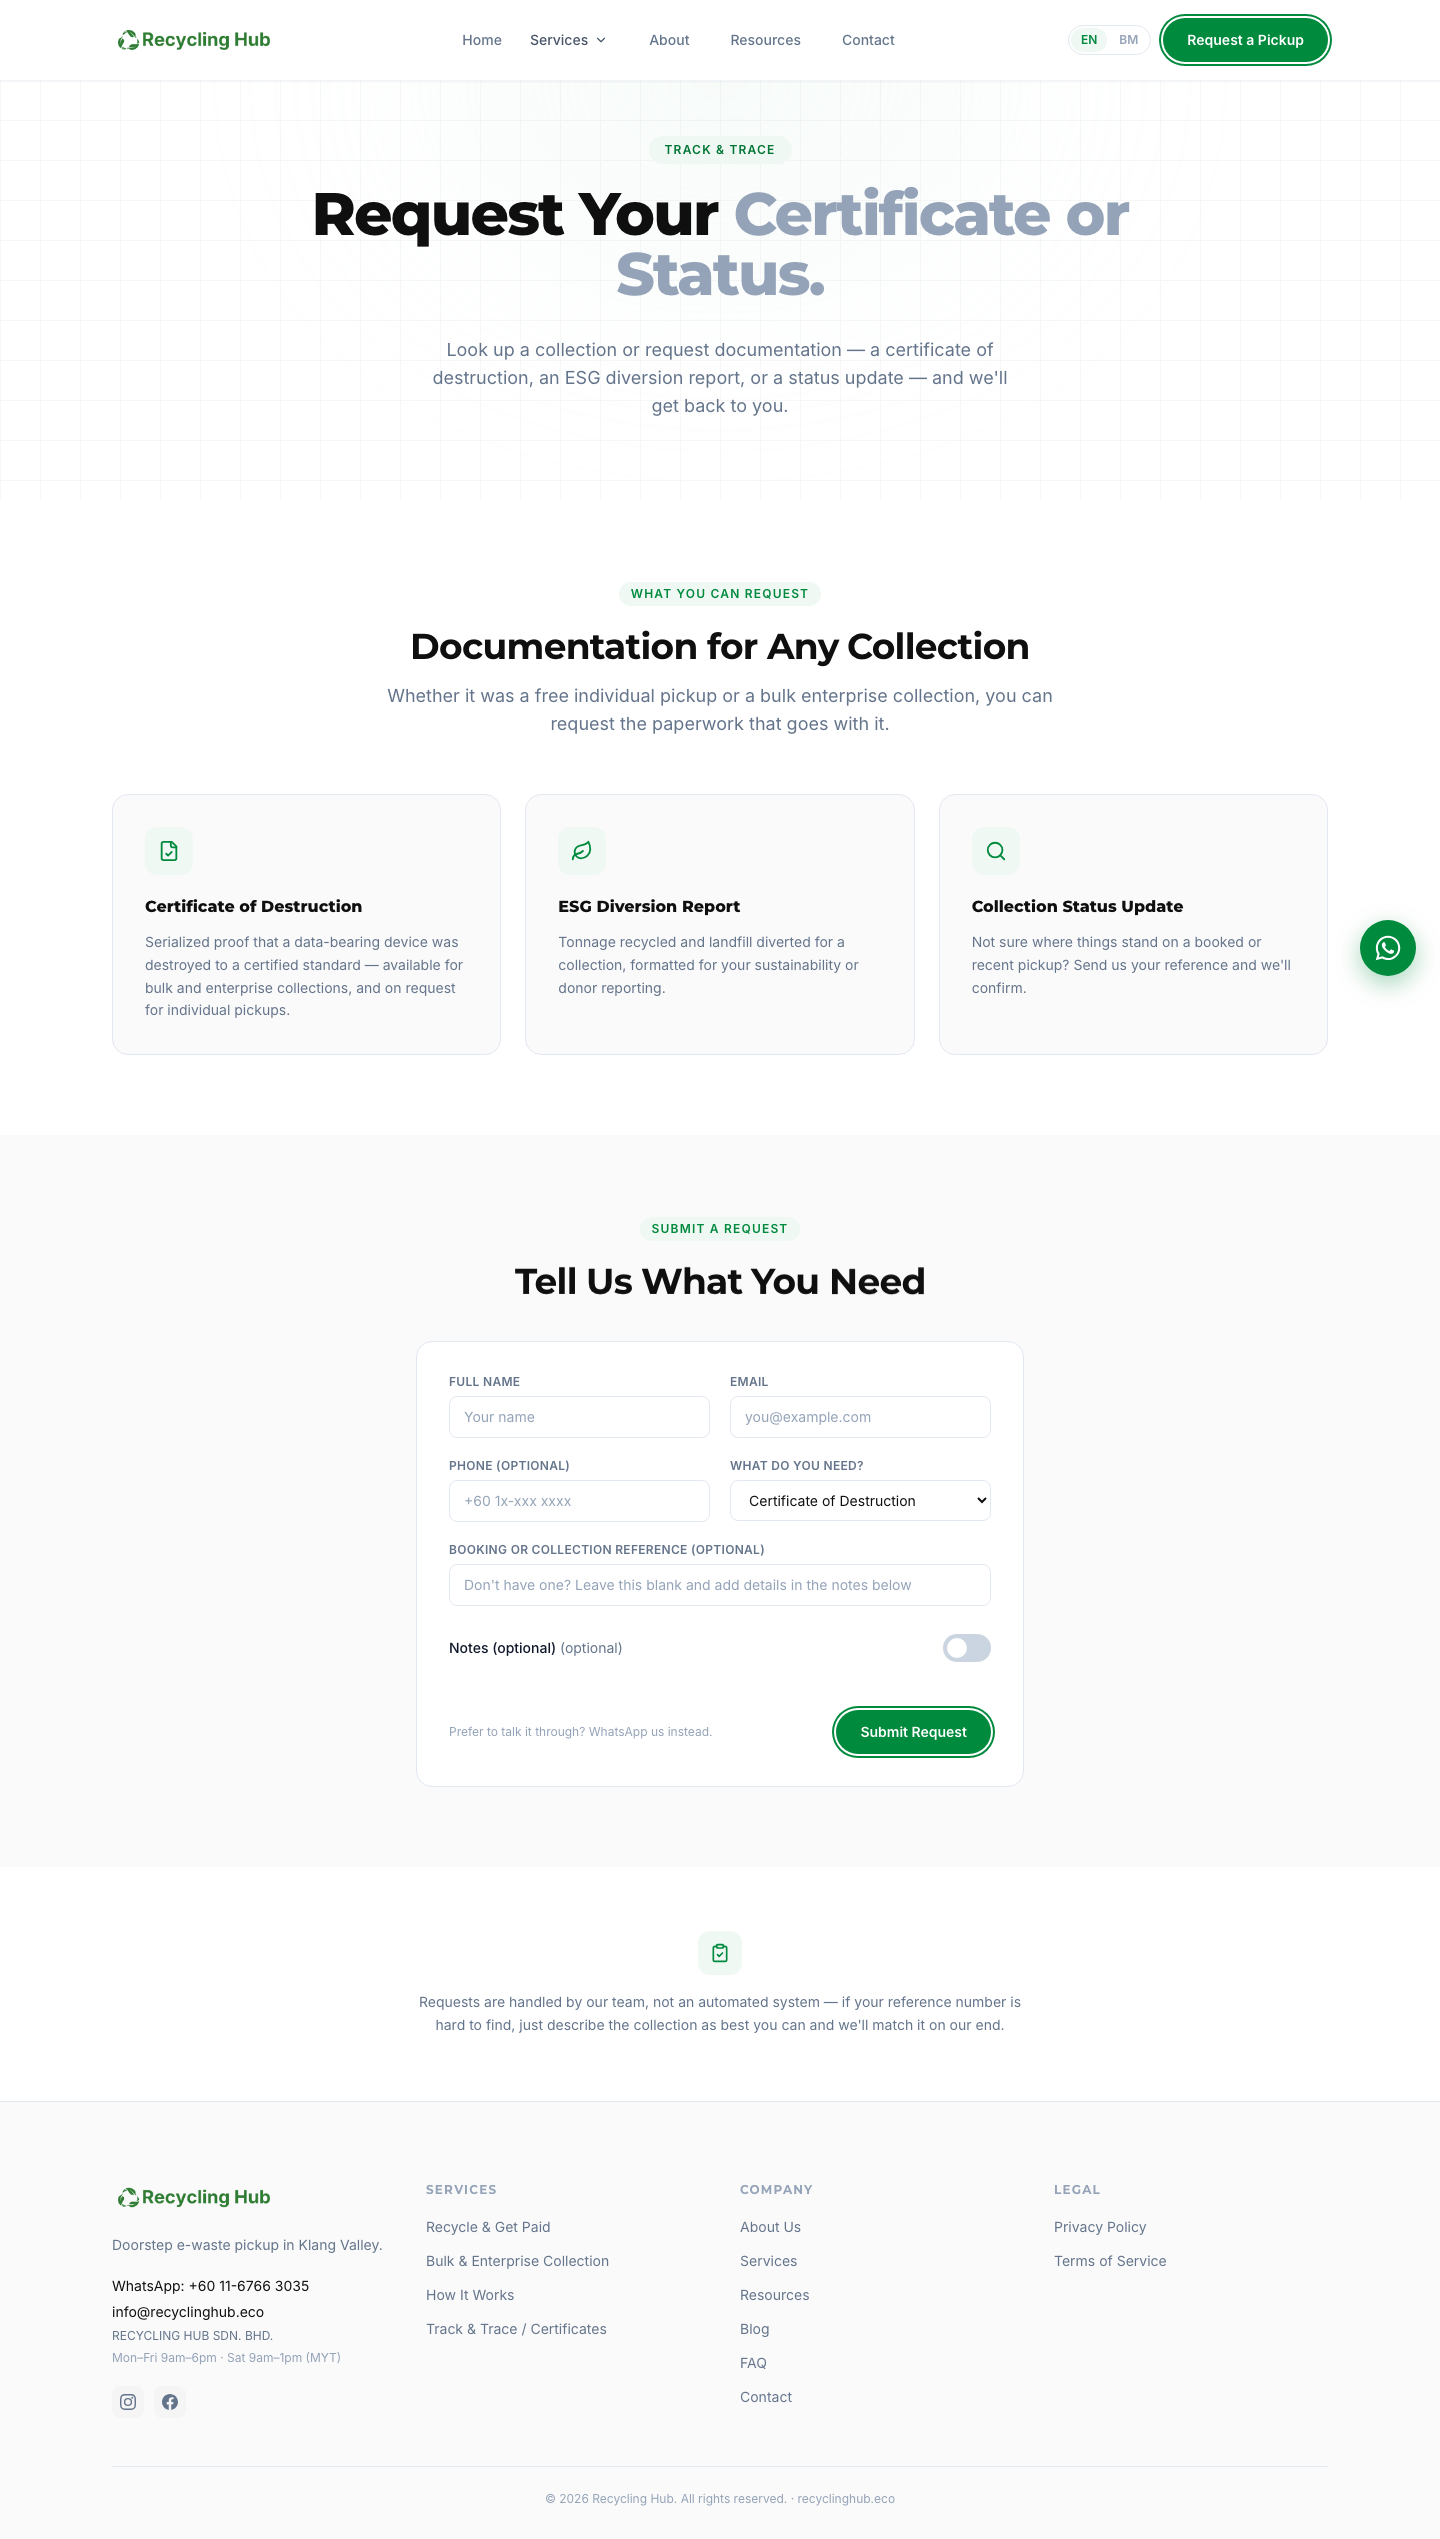 Recycling Hub
Home
Services
About
Resources
Contact
EN
BM
Request a Pickup
TRACK & TRACE
Request Your Certificate or
Status.
Look up a collection or request documentation — a certificate of
destruction, an ESG diversion report, or a status update — and we'll
get back to you.
WHAT YOU CAN REQUEST
Documentation for Any Collection
Whether it was a free individual pickup or a bulk enterprise collection, you can
request the paperwork that goes with it.
Certificate of Destruction
Serialized proof that a data-bearing device was
destroyed to a certified standard — available for
bulk and enterprise collections, and on request
for individual pickups.
ESG Diversion Report
Tonnage recycled and landfill diverted for a
collection, formatted for your sustainability or
donor reporting.
Collection Status Update
Not sure where things stand on a booked or
recent pickup? Send us your reference and we'll
confirm.
SUBMIT A REQUEST
Tell Us What You Need
FULL NAME
Your name
EMAIL
you@example.com
PHONE (OPTIONAL)
+60 1x-xxx xxxx
WHAT DO YOU NEED?
Certificate of Destruction
BOOKING OR COLLECTION REFERENCE (OPTIONAL)
Don't have one? Leave this blank and add details in the notes below
Notes (optional) (optional)
Prefer to talk it through? WhatsApp us instead.
Submit Request
Requests are handled by our team, not an automated system — if your reference number is
hard to find, just describe the collection as best you can and we'll match it on our end.
Recycling Hub
Doorstep e-waste pickup in Klang Valley.
WhatsApp: +60 11-6766 3035
info@recyclinghub.eco
RECYCLING HUB SDN. BHD.
Mon–Fri 9am–6pm · Sat 9am–1pm (MYT)
SERVICES
Recycle & Get Paid
Bulk & Enterprise Collection
How It Works
Track & Trace / Certificates
COMPANY
About Us
Services
Resources
Blog
FAQ
Contact
LEGAL
Privacy Policy
Terms of Service
© 2026 Recycling Hub. All rights reserved. · recyclinghub.eco